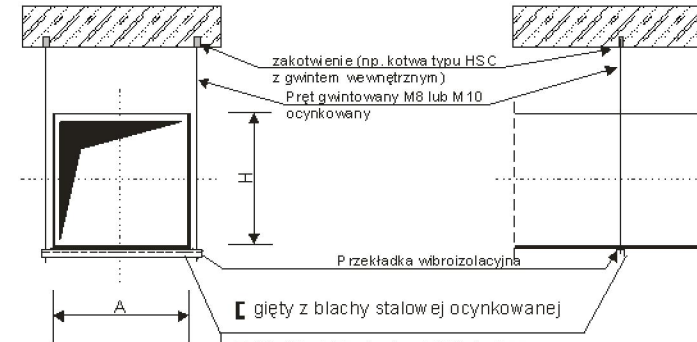 zakotwienie (np. kotwa typu HSC
z gwintem wewnętrznym)
Pręt gwintowany M8 lub M10
ocynkowany
H
Przekładka wibroizolacyjna
A
[ gięty z blachy stalowej ocynkowanej